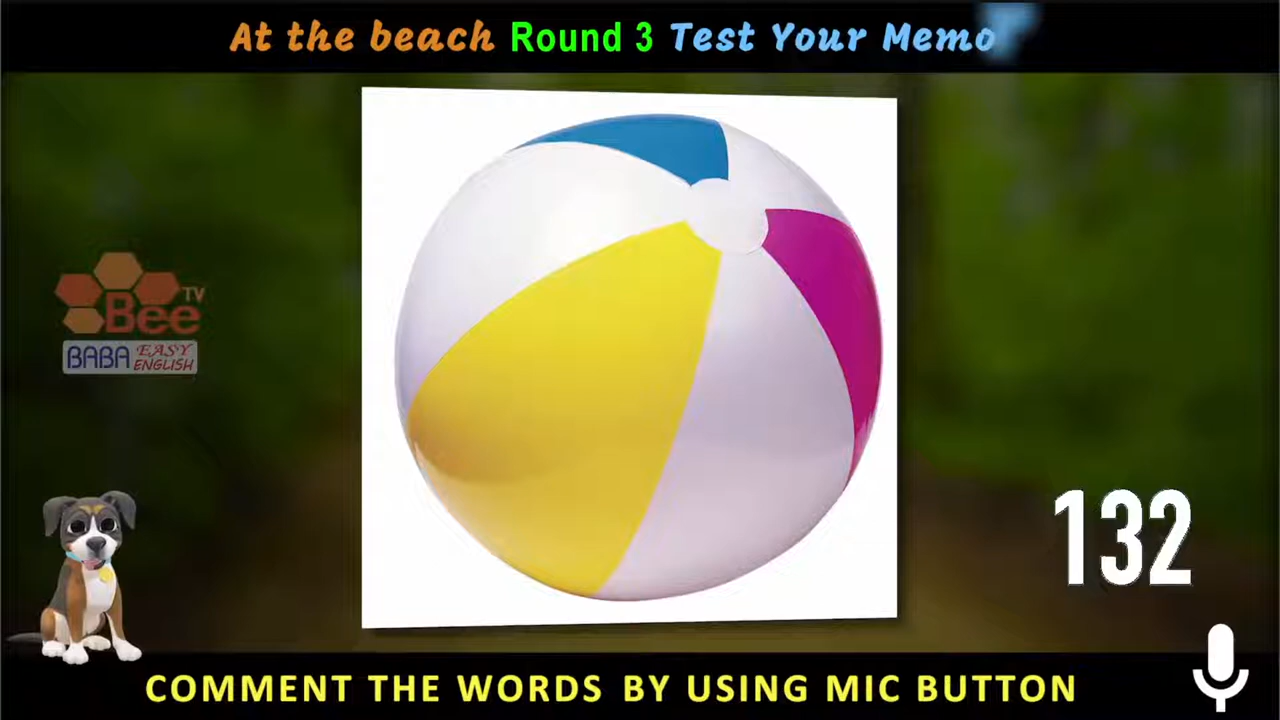 At the beach Round 3 Test Your Memo
Bee TV
BABA EASY ENGLISH
132
COMMENT THE WORDS BY USING MIC BUTTON